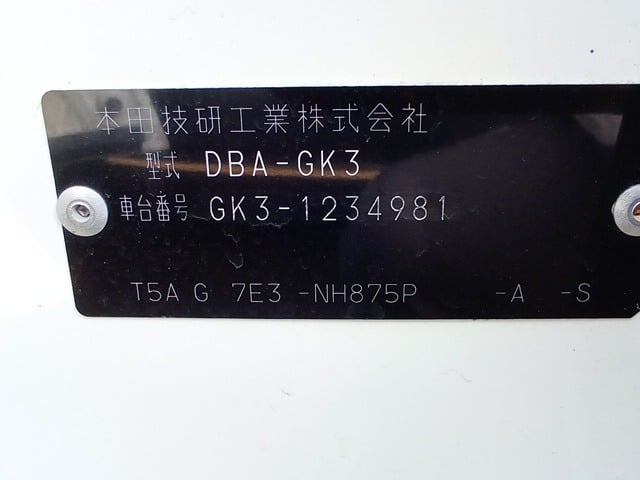 本田技研工業株式会社
型式 DBA-GK3
車台番号 GK3-1234981
T5A G 7E3 -NH875P -A -S